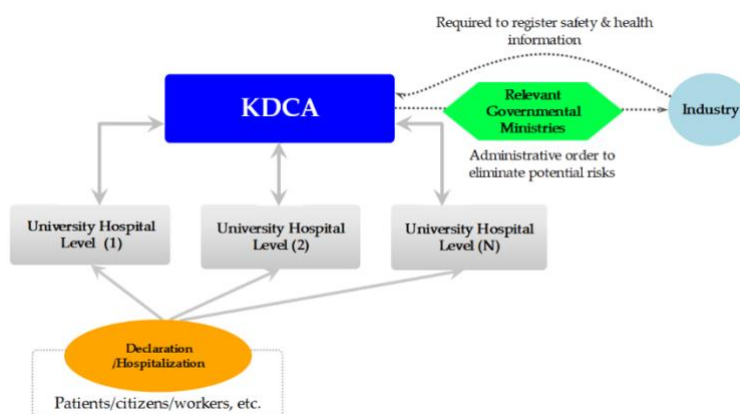 Required to register safety & health
information
KDCA
Relevant
Governmental
Ministries
Industry
Administrative order to
eliminate potential risks
University Hospital
Level (1)
University Hospital
Level (2)
University Hospital
Level (N)
Declaration
/Hospitalization
Patients/citizens/workers, etc.